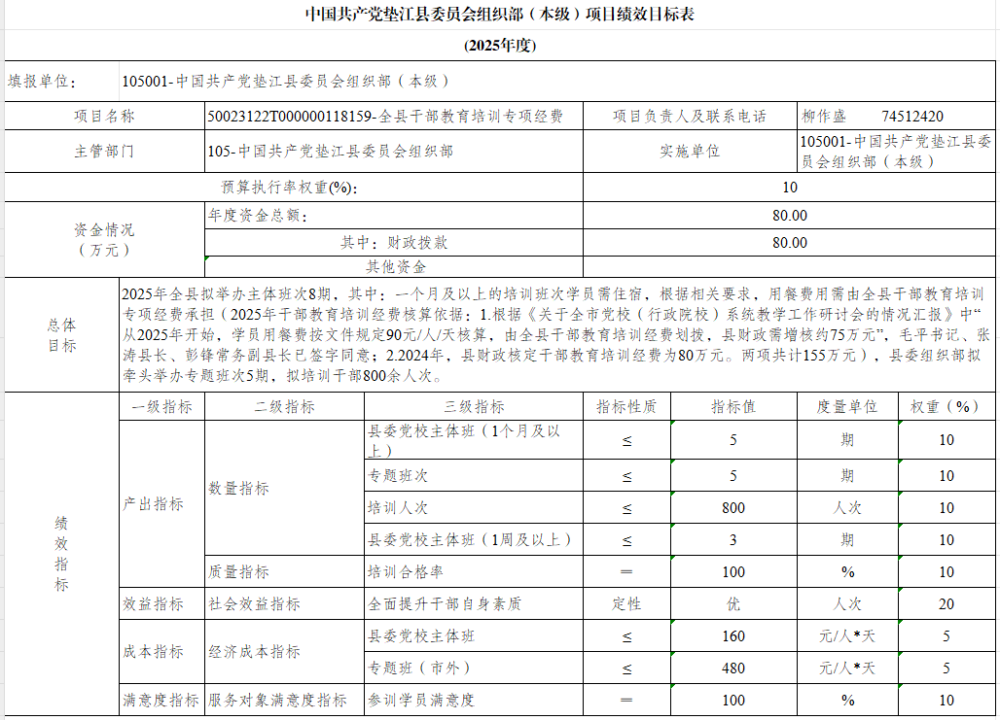 中国共产党垫江县委员会组织部（本级）项目绩效目标表
(2025年度)
填报单位： 105001-中国共产党垫江县委员会组织部（本级）
项目名称 50023122T000000118159-全县干部教育培训专项经费 项目负责人及联系电话 柳作盛 74512420
主管部门 105-中国共产党垫江县委员会组织部 实施单位 105001-中国共产党垫江县委
员会组织部（本级）
预算执行率权重(%)： 10
资金情况
（万元）
年度资金总额： 80.00
其中：财政拨款 80.00
其他资金
总体
目标
2025年全县拟举办主体班次8期，其中：一个月及以上的培训班次学员需住宿，根据相关要求，用餐费用需由全县干部教育培训
专项经费承担（2025年干部教育培训经费核算依据：1.根据《关于全市党校（行政院校）系统教学工作研讨会的情况汇报》中“
从2025年开始，学员用餐费按文件规定90元/人/天核算，由全县干部教育培训经费划拨，县财政需增核约75万元”，毛平书记、张
涛县长、彭锋常务副县长已签字同意；2.2024年，县财政核定干部教育培训经费为80万元。两项共计155万元），县委组织部拟
牵头举办专题班次5期，拟培训干部800余人次。
绩
效
指
标
一级指标 二级指标 三级指标 指标性质 指标值 度量单位 权重（%）
产出指标 数量指标 县委党校主体班（1个月及以
上） ≤ 5 期 10
专题班次 ≤ 5 期 10
培训人次 ≤ 800 人次 10
县委党校主体班（1周及以上） ≤ 3 期 10
质量指标 培训合格率 ＝ 100 % 10
效益指标 社会效益指标 全面提升干部自身素质 定性 优 人次 20
成本指标 经济成本指标 县委党校主体班 ≤ 160 元/人*天 5
专题班（市外） ≤ 480 元/人*天 5
满意度指标 服务对象满意度指标 参训学员满意度 ＝ 100 % 10